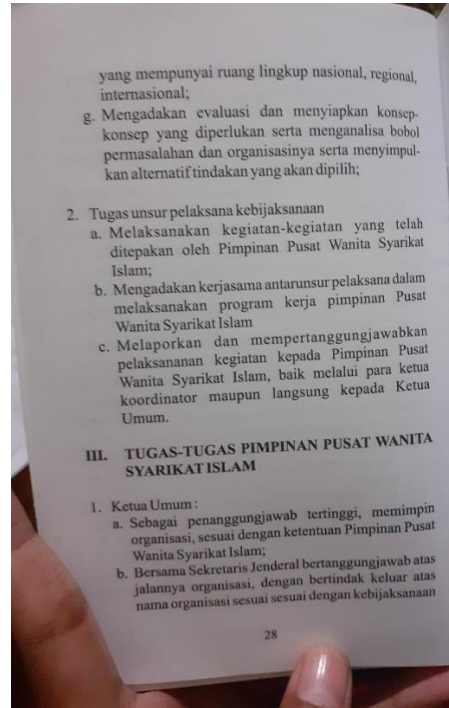 yang mempunyai ruang lingkup nasional, regional,
internasional;
g. Mengadakan evaluasi dan menyiapkan konsep-
konsep yang diperlukan serta menganalisa bobol
permasalahan dan organisasinya serta menyimpul-
kan alternatif tindakan yang akan dipilih;
2. Tugas unsur pelaksana kebijaksanaan
a. Melaksanakan kegiatan-kegiatan yang telah
ditepakan oleh Pimpinan Pusat Wanita Syarikat
Islam;
b. Mengadakan kerjasama antarunsur pelaksana dalam
melaksanakan program kerja pimpinan Pusat
Wanita Syarikat Islam
c. Melaporkan dan mempertanggungjawabkan
pelaksananan kegiatan kepada Pimpinan Pusat
Wanita Syarikat Islam, baik melalui para ketua
koordinator maupun langsung kepada Ketua
Umum.
III. TUGAS-TUGAS PIMPINAN PUSAT WANITA
SYARIKAT ISLAM
1. Ketua Umum :
a. Sebagai penanggungjawab tertinggi, memimpin
organisasi, sesuai dengan ketentuan Pimpinan Pusat
Wanita Syarikat Islam;
b. Bersama Sekretaris Jenderal bertanggungjawab atas
jalannya organisasi, dengan bertindak keluar atas
nama organisasi sesuai sesuai dengan kebijaksanaan
28